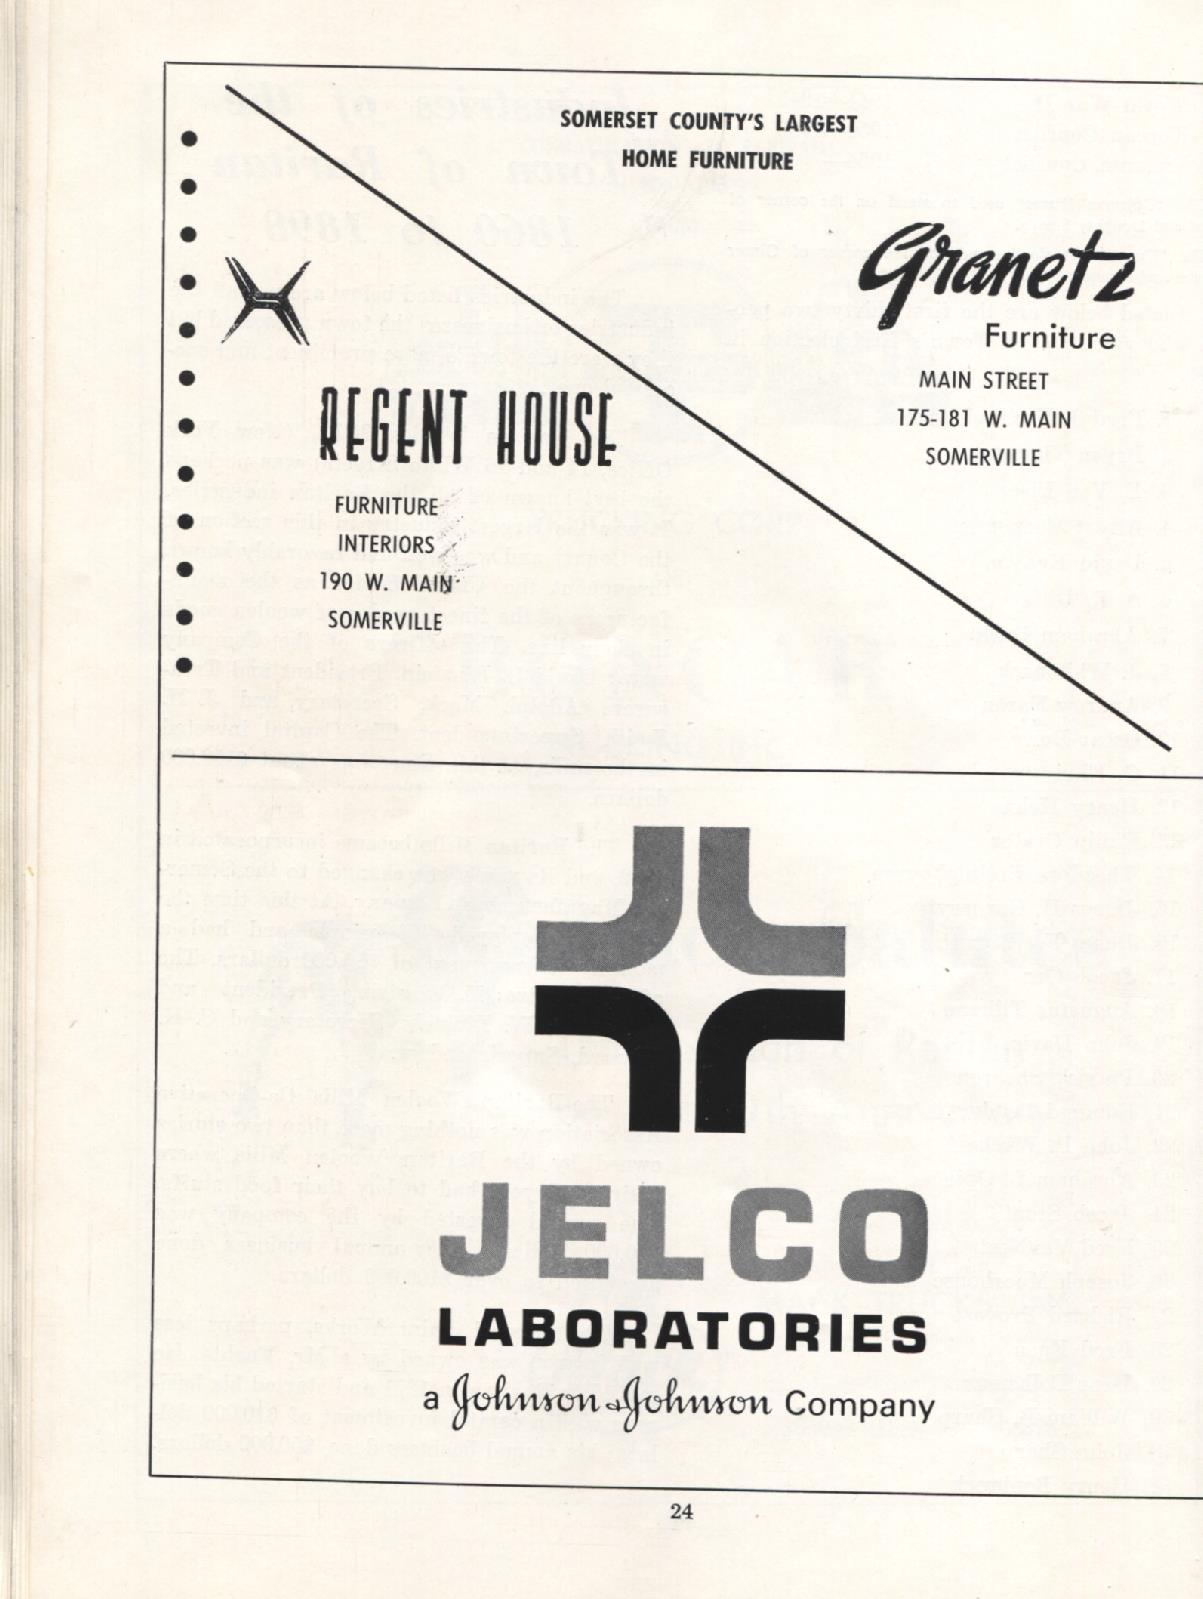 SOMERSET COUNTY'S LARGEST
HOME FURNITURE
Granetz
Furniture
MAIN STREET
175-181 W. MAIN
SOMERVILLE
REGENT HOUSE
FURNITURE
INTERIORS
190 W. MAIN
SOMERVILLE
JELCO
LABORATORIES
a Johnson & Johnson Company
24